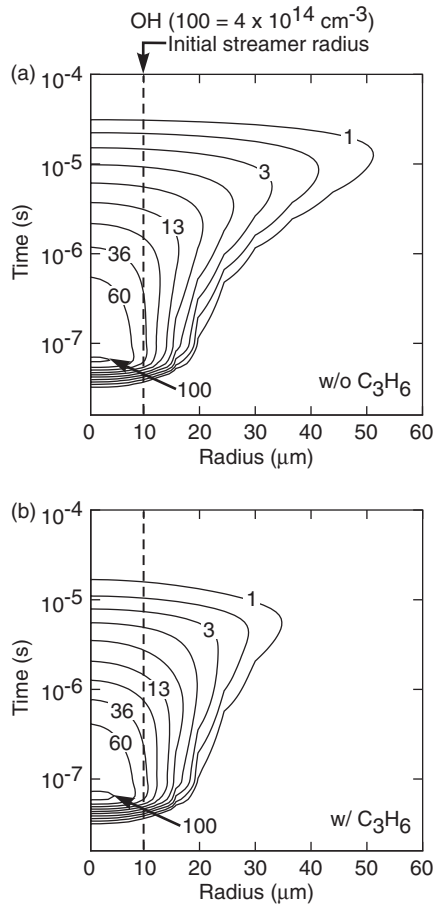 OH (100 = 4 x 10^14 cm^-3)
Initial streamer radius
(a)
10^-4
10^-5
10^-6
10^-7
Time (s)
1
3
13
36
60
100
w/o C3H6
0 10 20 30 40 50 60
Radius (μm)
(b)
10^-4
10^-5
10^-6
10^-7
Time (s)
1
3
13
36
60
100
w/ C3H6
0 10 20 30 40 50 60
Radius (μm)